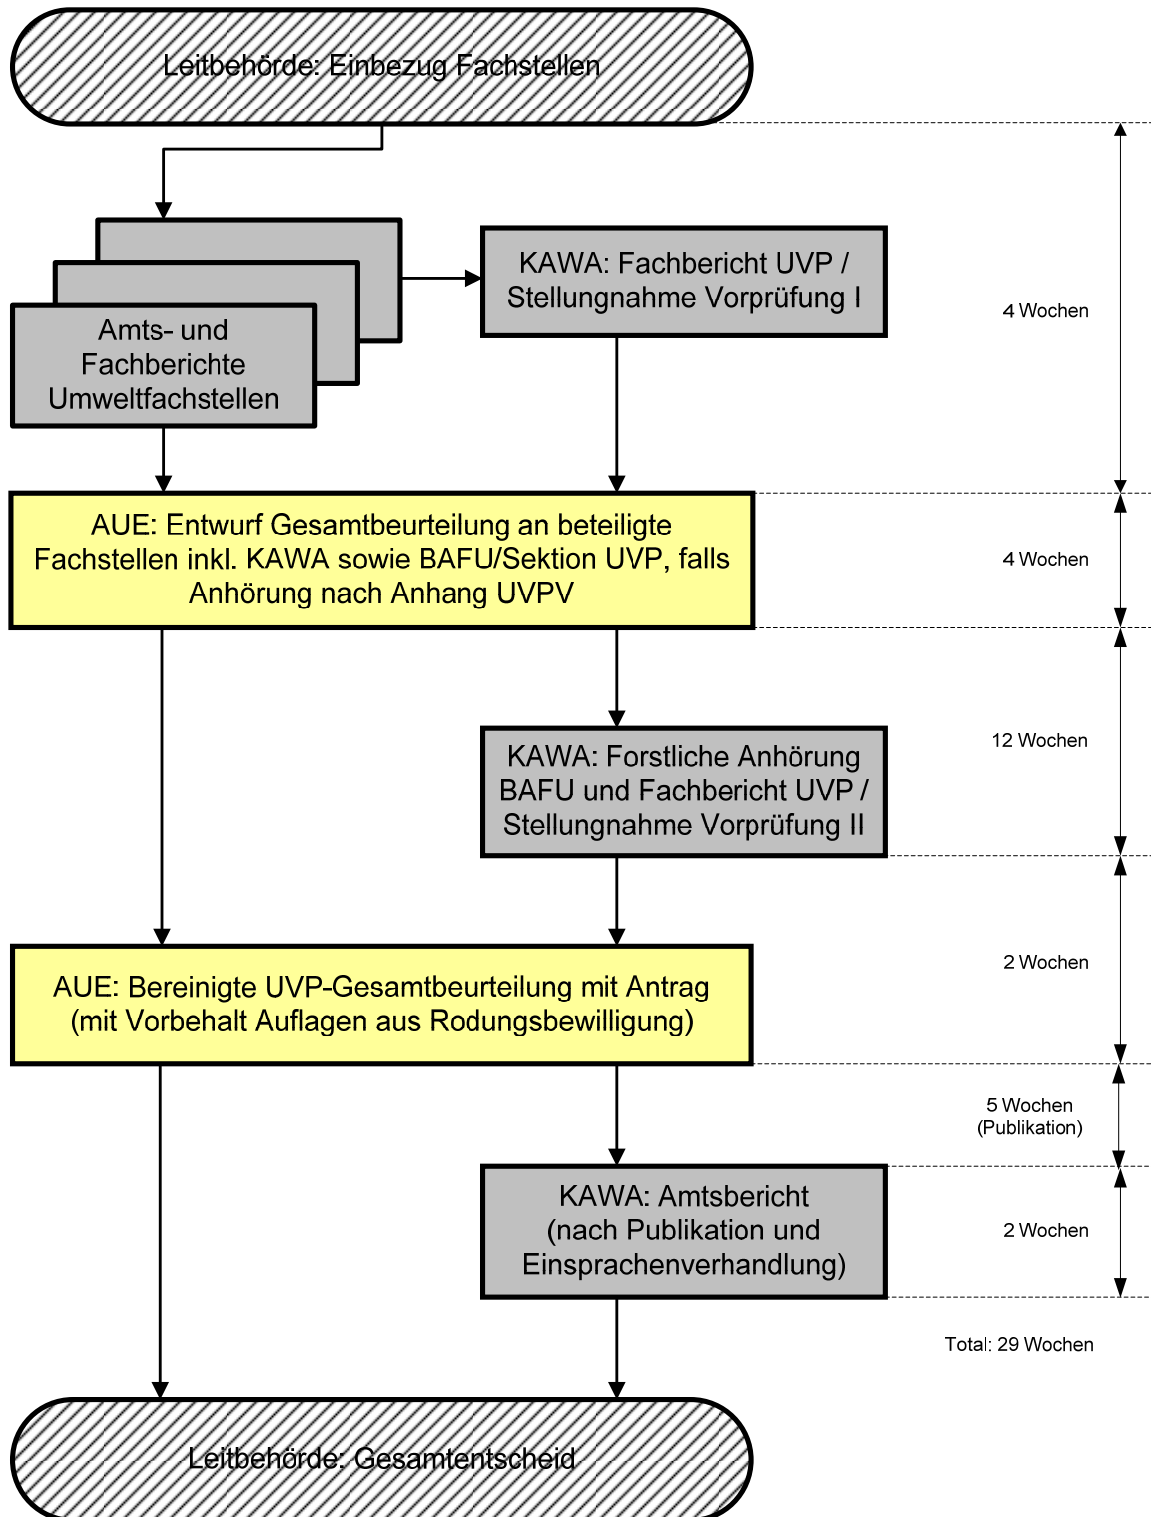 Leitbehörde: Einbezug Fachstellen
KAWA: Fachbericht UVP /
Stellungnahme Vorprüfung I
4 Wochen
Amts- und
Fachberichte
Umweltfachstellen
AUE: Entwurf Gesamtbeurteilung an beteiligte
Fachstellen inkl. KAWA sowie BAFU/Sektion UVP, falls
Anhörung nach Anhang UVPV
4 Wochen
KAWA: Forstliche Anhörung
BAFU und Fachbericht UVP /
Stellungnahme Vorprüfung II
12 Wochen
AUE: Bereinigte UVP-Gesamtbeurteilung mit Antrag
(mit Vorbehalt Auflagen aus Rodungsbewilligung)
2 Wochen
5 Wochen
(Publikation)
KAWA: Amtsbericht
(nach Publikation und
Einsprachenverhandlung)
2 Wochen
Total: 29 Wochen
Leitbehörde: Gesamtentscheid